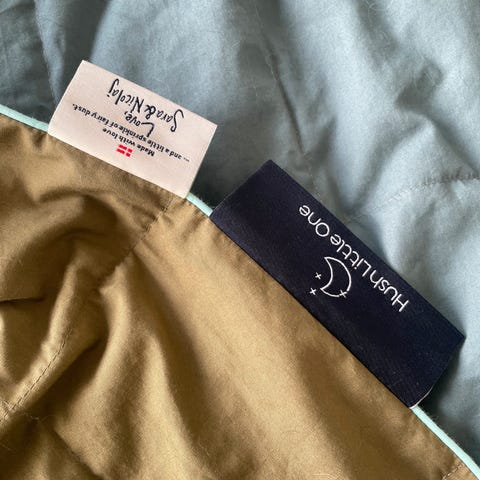 Made with love
... and a little sprinkle of fairy dust.
Love,
Sara & Nicolaj
Hush Little One